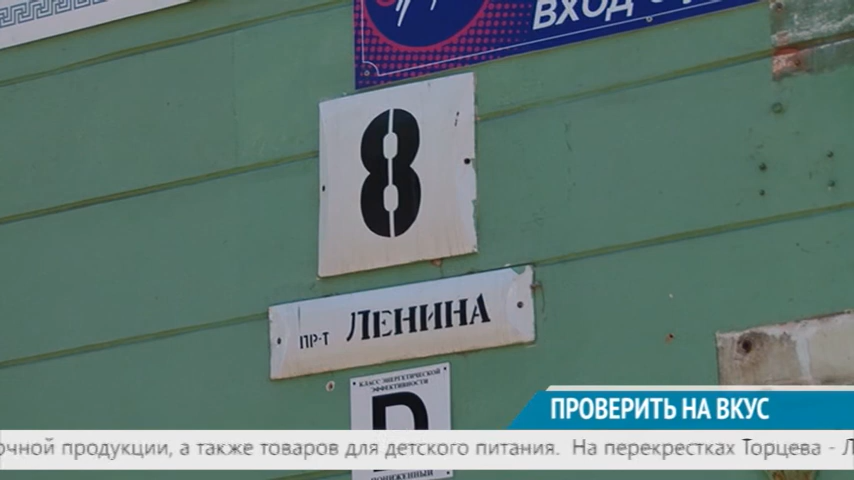 ВХОД
8
ПР-Т ЛЕНИНА
КЛАСС ЭНЕРГЕТИЧЕСКОЙ
ЭФФЕКТИВНОСТИ
D
ПОНИЖЕННЫЙ
ПРОВЕРИТЬ НА ВКУС
очной продукции, а также товаров для детского питания. На перекрестках Торцева - Л